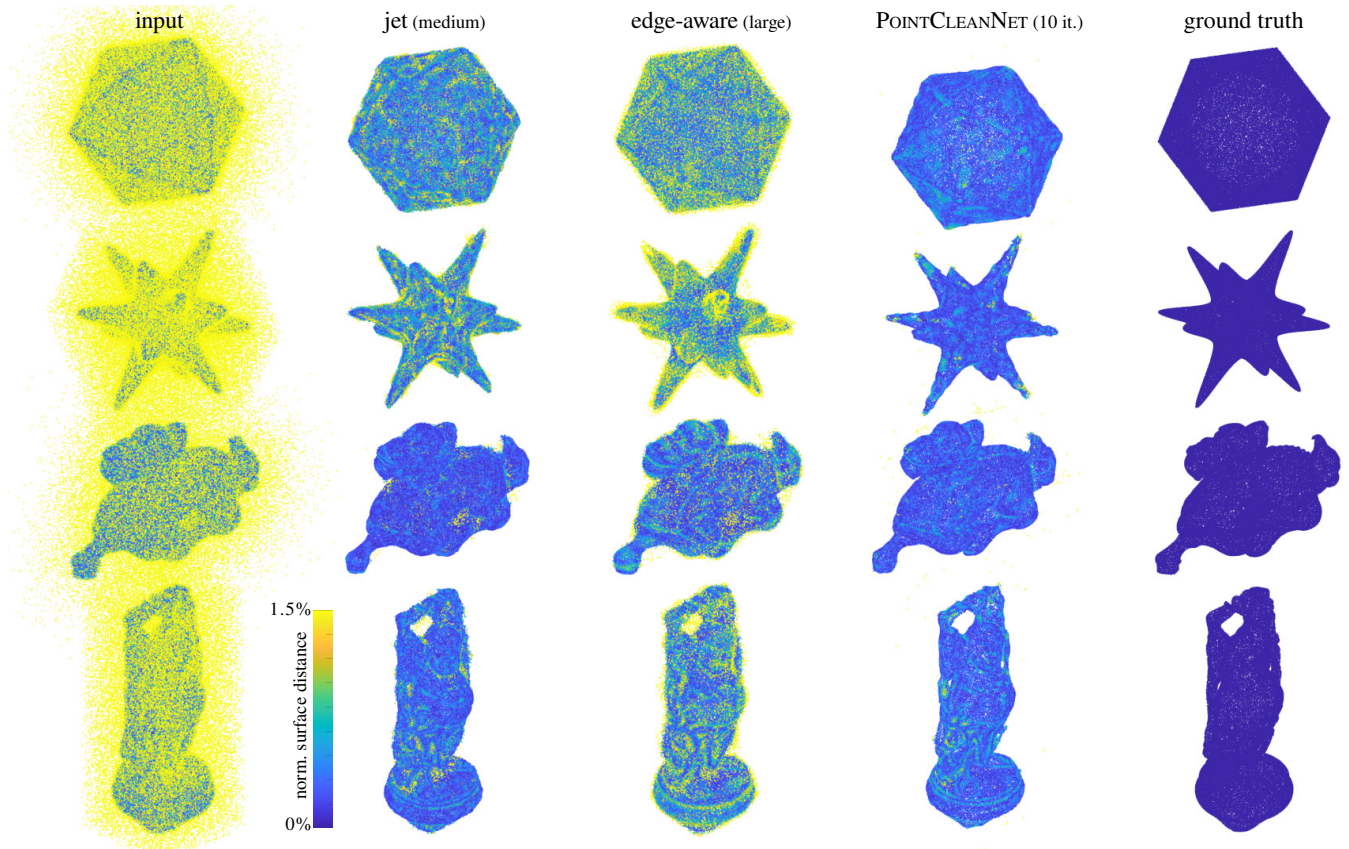 input
jet (medium)
edge-aware (large)
POINTCLEANNET (10 it.)
ground truth
1.5%
norm. surface distance
0%